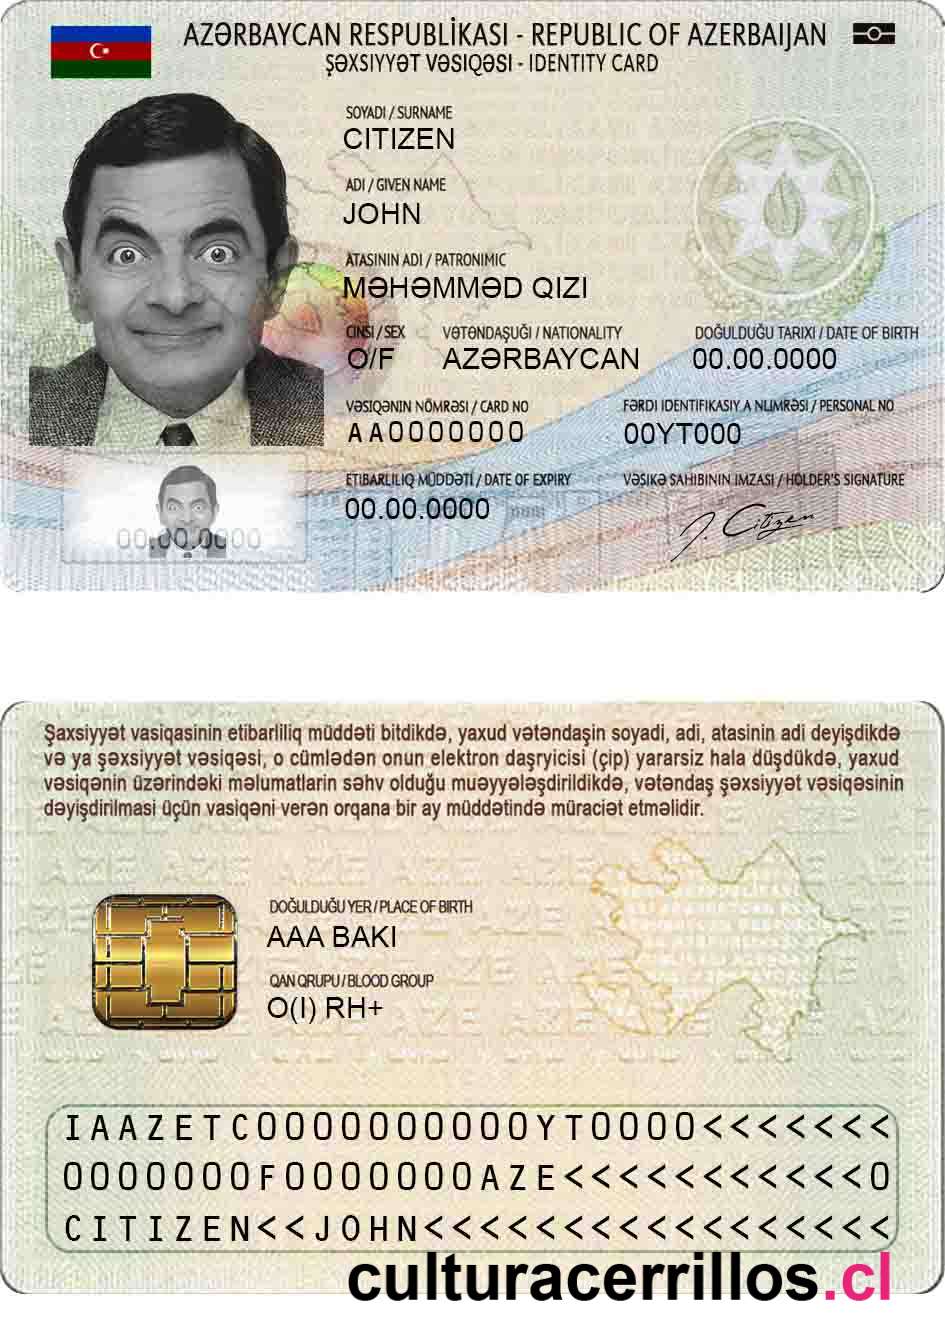 AZƏRBAYCAN RESPUBLİKASI - REPUBLIC OF AZERBAIJAN
ŞƏXSIYYƏT VƏSIQƏSI - IDENTITY CARD
SOYADI / SURNAME
CITIZEN
ADI / GIVEN NAME
JOHN
ATASININ ADI / PATRONIMIC
MƏHƏMMƏD QIZI
CINSI / SEX VƏTƏNDAŞUĞI / NATIONALITY DOĞULDUĞU TARIXI / DATE OF BIRTH
O/F AZƏRBAYCAN 00.00.0000
VƏSIQƏNIN NÖMRƏSI / CARD NO FƏRDI IDENTIFIKASIY A NUMRƏSI / PERSONAL NO
AA0000000 00YT000
ETIBARLILIQ MÜDDƏTI / DATE OF EXPIRY VƏSIKƏ SAHIBININ IMZASI / HOLDER'S SIGNATURE
00.00.0000 J. Citizen
00.00.0000
Şaxsiyyət vasiqasinin etibarliliq müddəti bitdikdə, yaxud vətəndaşin soyadi, adi, atasinin adi deyişdikdə
və ya şəxsiyyət vəsiqəsi, o cümlədən onun elektron daşryicisi (çip) yararsiz hala düşdükdə, yaxud
vəsiqənin üzərindəki məlumatlarin səhv olduğu muəyyələşdirildikdə, vətəndaş şəxsiyyət vəsiqəsinin
dəyişdirilmasi üçün vasiqəni verən orqana bir ay müddətində müraciət etməlidir.
DOĞULDUĞU YER / PLACE OF BIRTH
AAA BAKI
QAN QRUPU / BLOOD GROUP
O(I) RH+
IAAZETC00000000000YT0000<<<<<<<
0000000F0000000AZE<<<<<<<<<<<<0
CITIZEN<<JOHN<<<<<<<<<<<<<<<<<<
culturacerrillos.cl